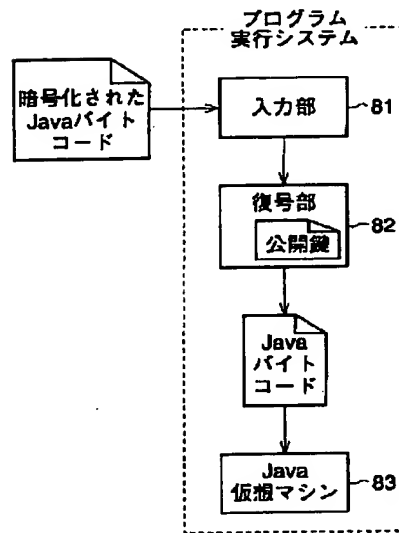 プログラム
実行システム
暗号化された
Javaバイト
コード
入力部
81
復号部
公開鍵
82
Java
バイト
コード
Java
仮想マシン
83